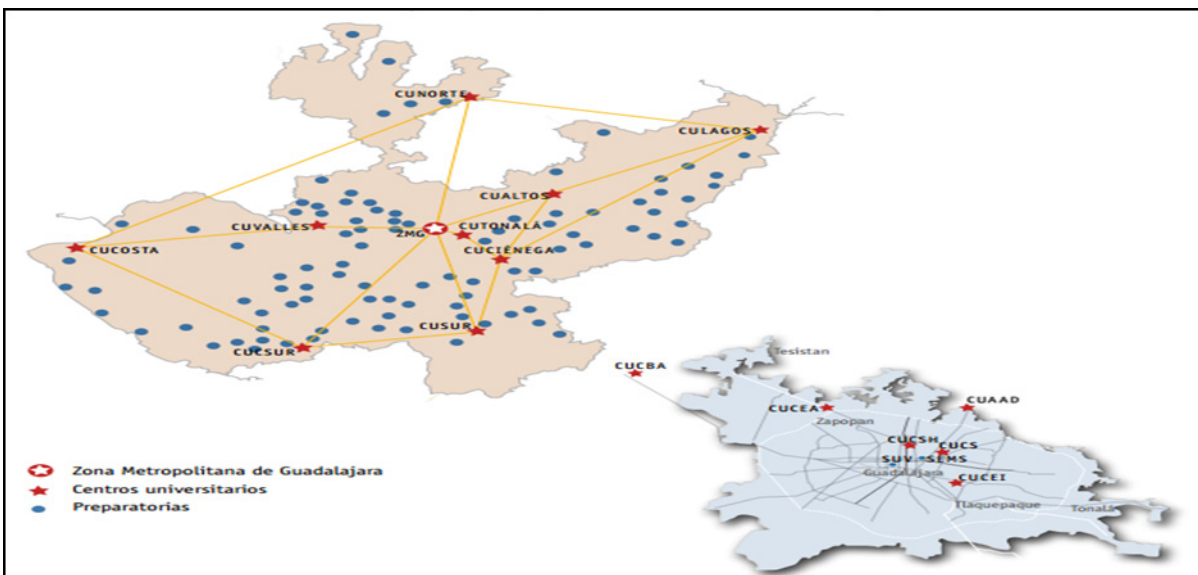 CUNORTE
CULAGOS
CUALTOS
CUVALLES
ZMG
CUTONALÁ
CUCOSTA
CUCIÉNEGA
CUSUR
CUCSUR
Tesistan
CUCBA
CUCEA
CUAAD
Zapopan
CUCSH
CUCS
SUV
SEMS
Guadalajara
CUCEI
Tlaquepaque
Tonalá
Zona Metropolitana de Guadalajara
Centros universitarios
Preparatorias